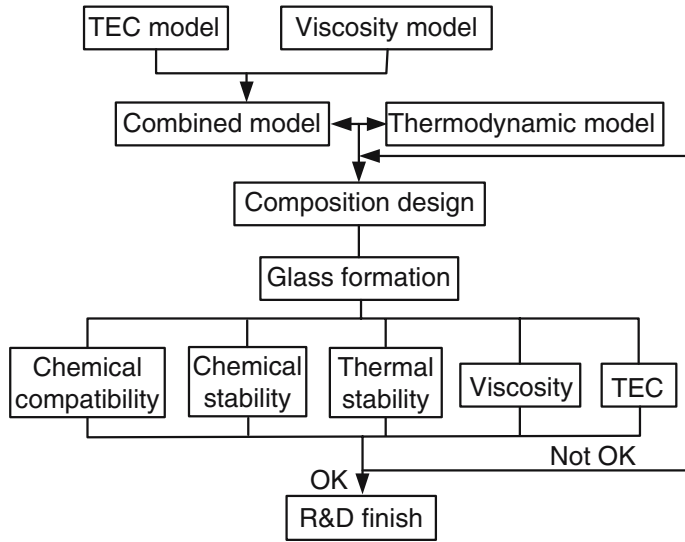 TEC model
Viscosity model
Combined model
Thermodynamic model
Composition design
Glass formation
Chemical
compatibility
Chemical
stability
Thermal
stability
Viscosity
TEC
Not OK
OK
R&D finish